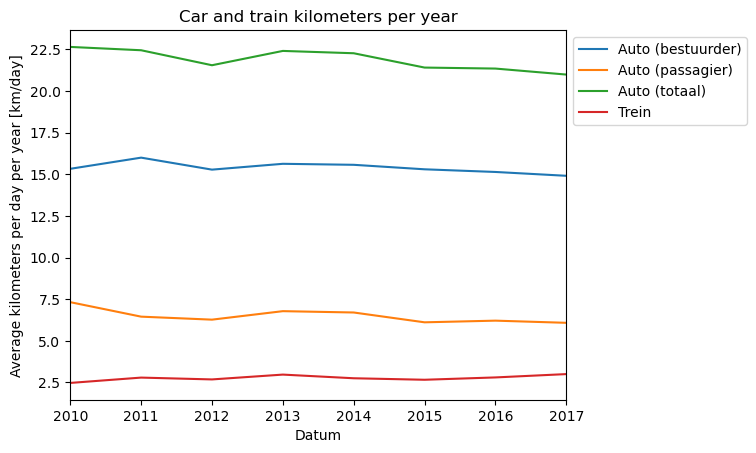 Car and train kilometers per year
Average kilometers per day per year [km/day]
22.5
20.0
17.5
15.0
12.5
10.0
7.5
5.0
2.5
2010 2011 2012 2013 2014 2015 2016 2017
Datum
Auto (bestuurder)
Auto (passagier)
Auto (totaal)
Trein